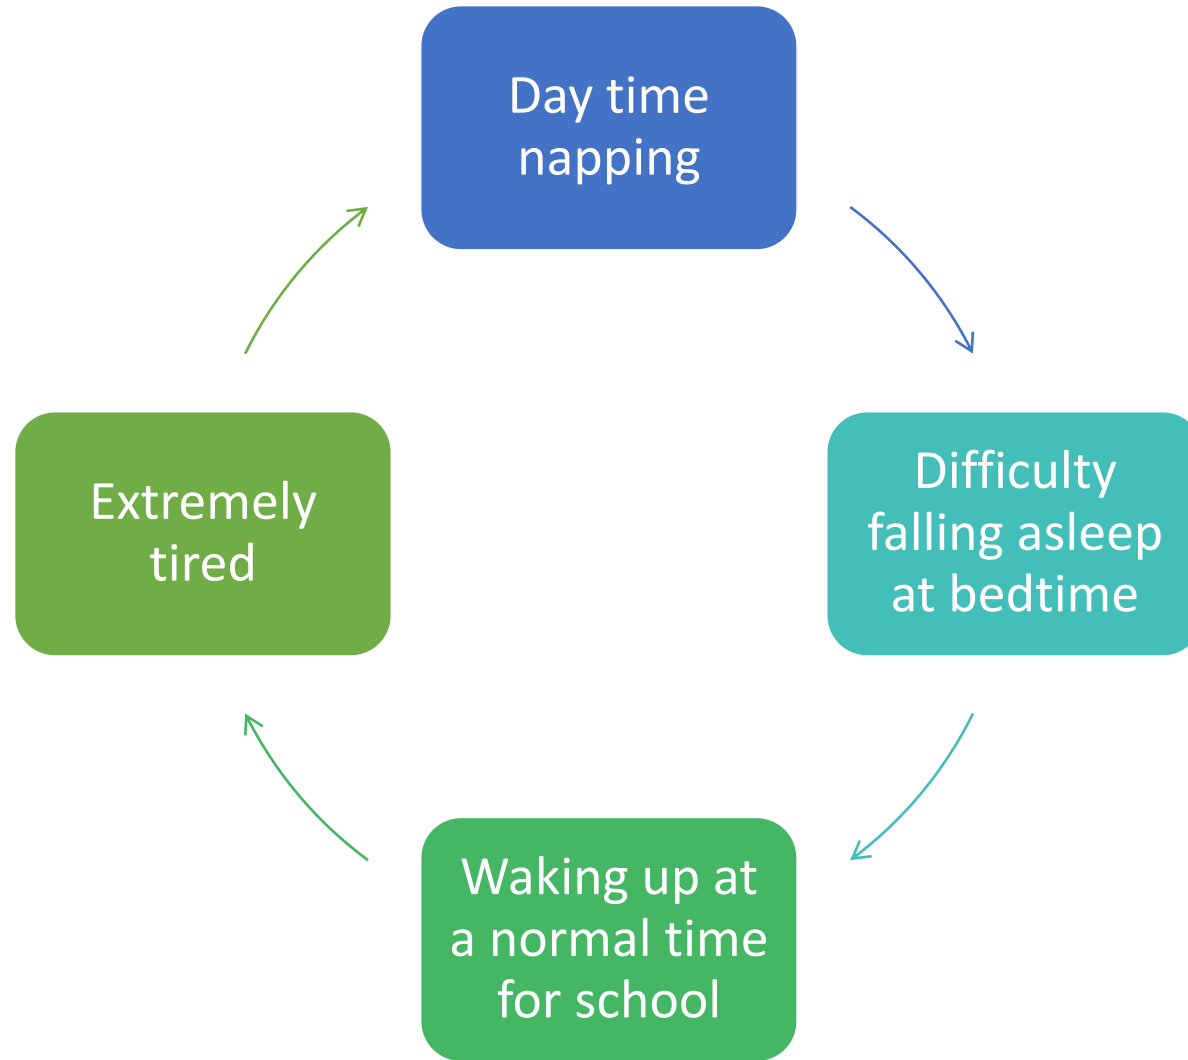 Day time
napping
Difficulty
falling asleep
at bedtime
Waking up at
a normal time
for school
Extremely
tired